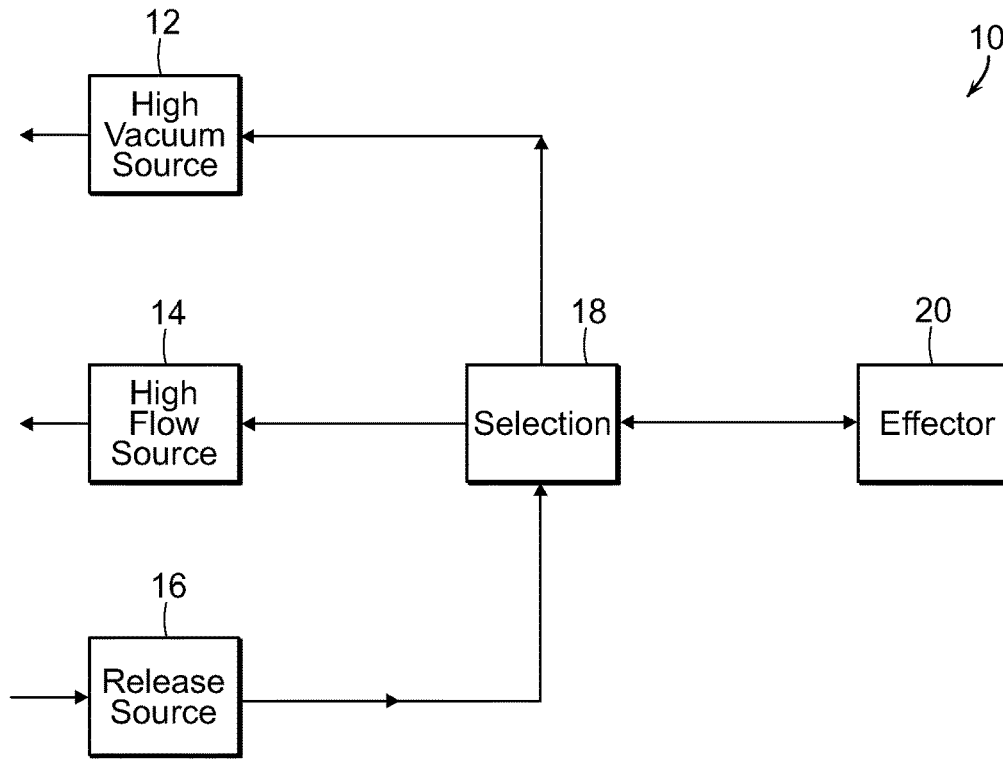 10
12
High
Vacuum
Source
14
High
Flow
Source
18
Selection
20
Effector
16
Release
Source